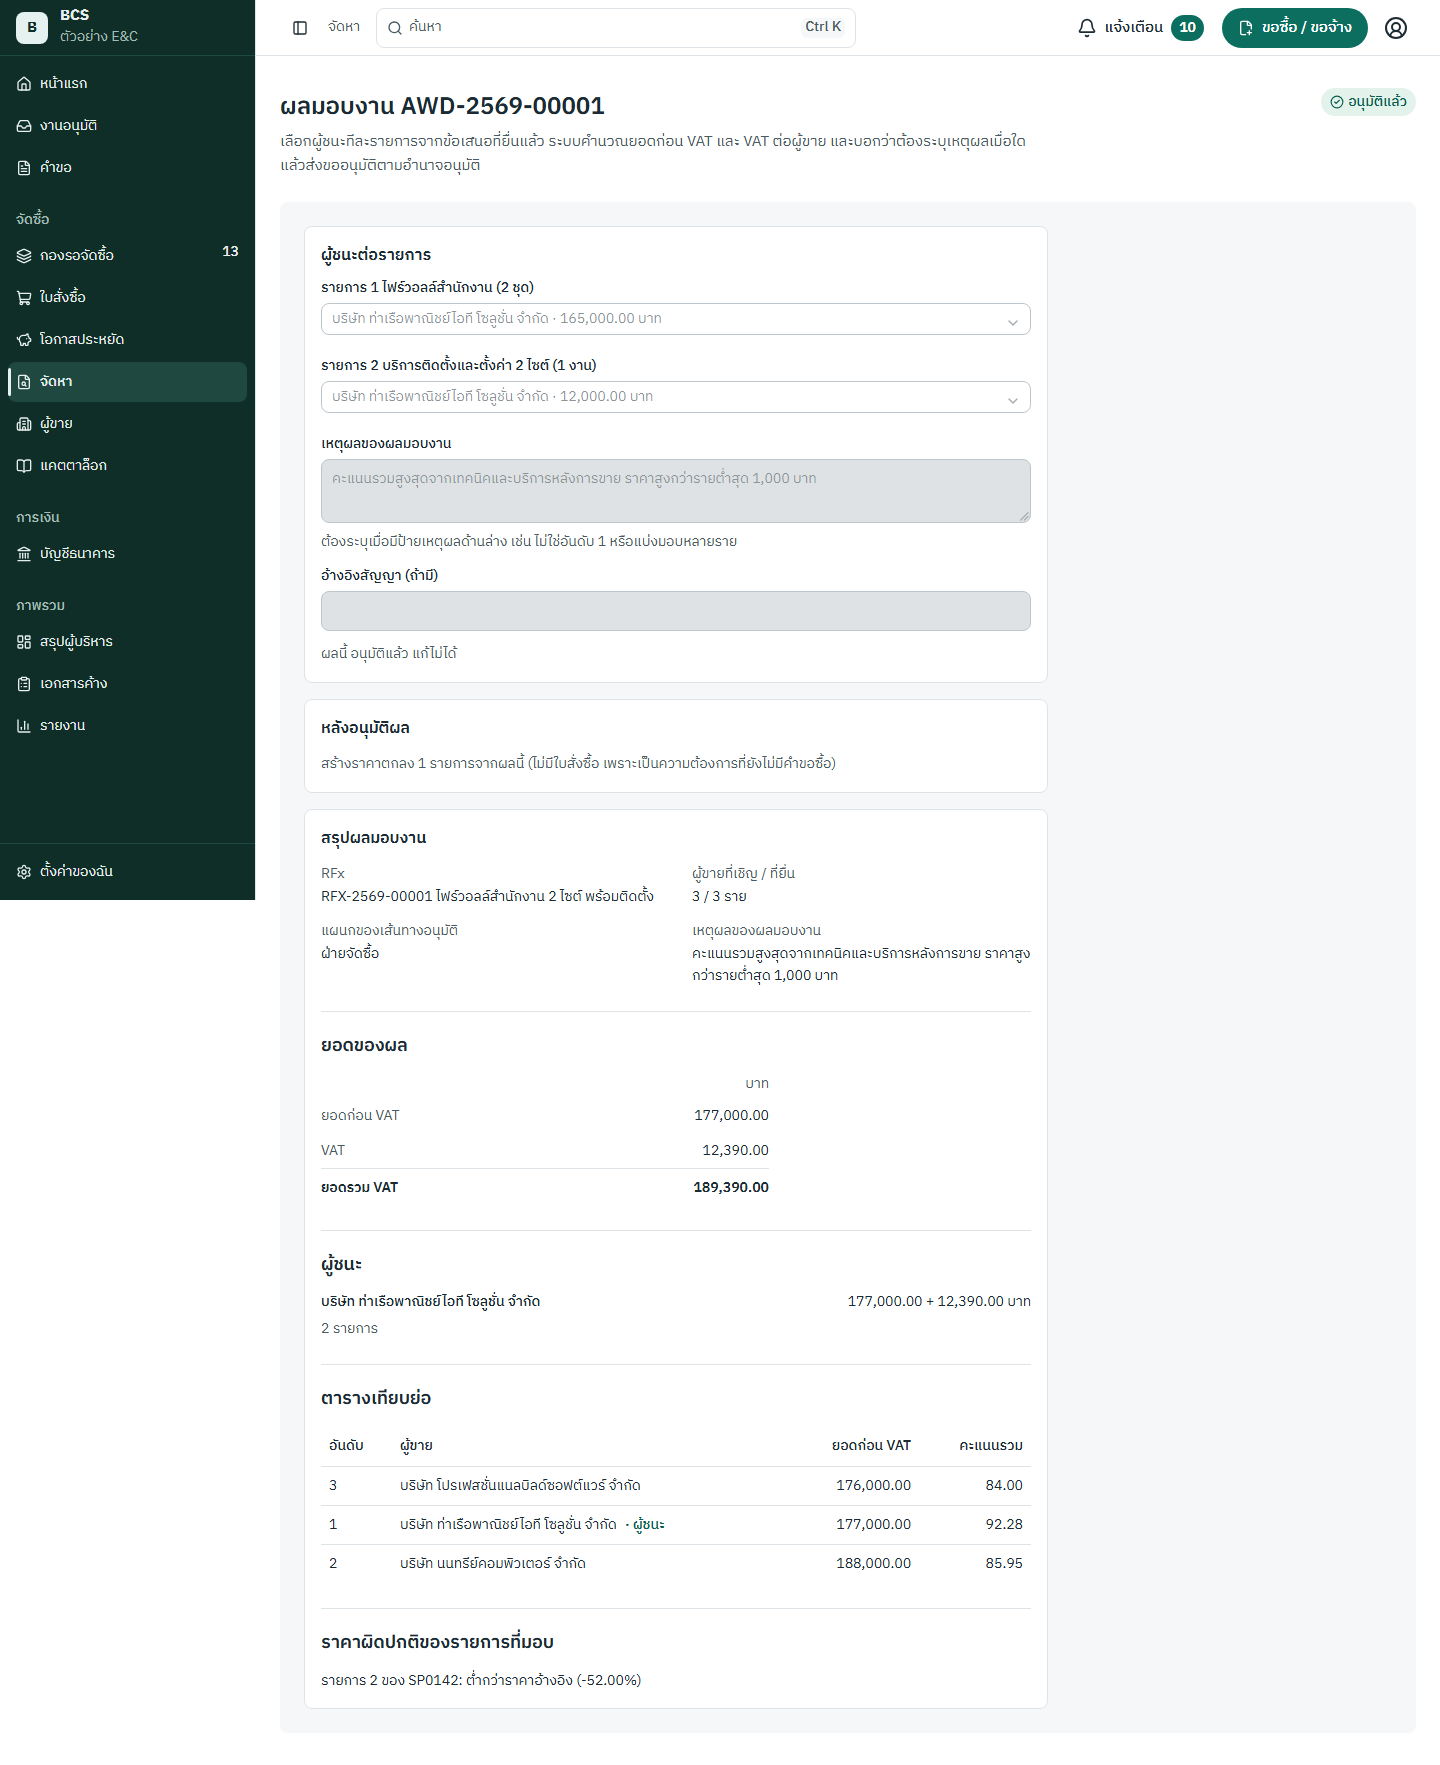 BCS
B
ตัวอย่าง E&C
หน้าแรก
งานอนุมัติ
คำขอ
จัดซื้อ
กองรอจัดซื้อ 13
ใบสั่งซื้อ
โอกาสประหยัด
จัดหา
ผู้ขาย
แคตตาล็อก
การเงิน
บัญชีธนาคาร
ภาพรวม
สรุปผู้บริหาร
เอกสารค้าง
รายงาน
ตั้งค่าของฉัน
จัดหา
ค้นหา Ctrl K
แจ้งเตือน 10
ขอซื้อ / ขอจ้าง
ผลมอบงาน AWD-2569-00001
อนุมัติแล้ว
เลือกผู้ชนะทีละรายการจากข้อเสนอที่ยื่นแล้ว ระบบคำนวณยอดก่อน VAT และ VAT ต่อผู้ขาย และบอกว่าต้องระบุเหตุผลเมื่อใด
แล้วส่งขออนุมัติตามอำนาจอนุมัติ
ผู้ชนะต่อรายการ
รายการ 1 ไฟร์วอลล์สำนักงาน (2 ชุด)
บริษัท ท่าเรือพาณิชย์ไอที โซลูชั่น จำกัด · 165,000.00 บาท
รายการ 2 บริการติดตั้งและตั้งค่า 2 ไซต์ (1 งาน)
บริษัท ท่าเรือพาณิชย์ไอที โซลูชั่น จำกัด · 12,000.00 บาท
เหตุผลของผลมอบงาน
คะแนนรวมสูงสุดจากเทคนิคและบริการหลังการขาย ราคาสูงกว่ารายต่ำสุด 1,000 บาท
ต้องระบุเมื่อมีป้ายเหตุผลด้านล่าง เช่น ไม่ใช่อันดับ 1 หรือแบ่งมอบหลายราย
อ้างอิงสัญญา (ถ้ามี)
ผลนี้ อนุมัติแล้ว แก้ไม่ได้
หลังอนุมัติผล
สร้างราคาตกลง 1 รายการจากผลนี้ (ไม่มีใบสั่งซื้อ เพราะเป็นความต้องการที่ยังไม่มีคำขอซื้อ)
สรุปผลมอบงาน
RFx
RFX-2569-00001 ไฟร์วอลล์สำนักงาน 2 ไซต์ พร้อมติดตั้ง
ผู้ขายที่เชิญ / ที่ยื่น
3 / 3 ราย
แผนกของเส้นทางอนุมัติ
ฝ่ายจัดซื้อ
เหตุผลของผลมอบงาน
คะแนนรวมสูงสุดจากเทคนิคและบริการหลังการขาย ราคาสูง
กว่ารายต่ำสุด 1,000 บาท
ยอดของผล
บาท
ยอดก่อน VAT 177,000.00
VAT 12,390.00
ยอดรวม VAT 189,390.00
ผู้ชนะ
บริษัท ท่าเรือพาณิชย์ไอที โซลูชั่น จำกัด 177,000.00 + 12,390.00 บาท
2 รายการ
ตารางเทียบย่อ
อันดับ ผู้ขาย ยอดก่อน VAT คะแนนรวม
3 บริษัท โปรเฟสชั่นแนลบิลด์ซอฟต์แวร์ จำกัด 176,000.00 84.00
1 บริษัท ท่าเรือพาณิชย์ไอที โซลูชั่น จำกัด · ผู้ชนะ 177,000.00 92.28
2 บริษัท นนทรีย์คอมพิวเตอร์ จำกัด 188,000.00 85.95
ราคาผิดปกติของรายการที่มอบ
รายการ 2 ของ SP0142: ต่ำกว่าราคาอ้างอิง (-52.00%)